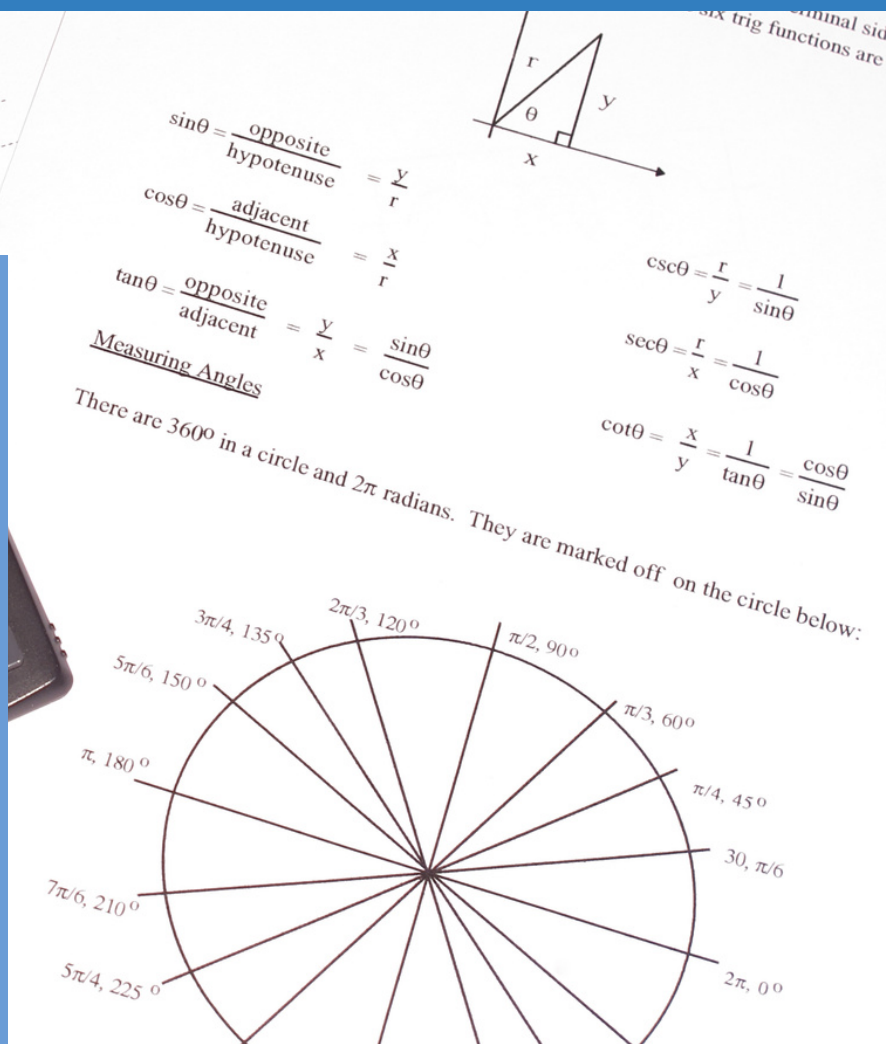 six trig functions are
r
θ
y
x
sinθ = opposite / hypotenuse = y / r
cosθ = adjacent / hypotenuse = x / r
tanθ = opposite / adjacent = y / x = sinθ / cosθ
cscθ = r / y = 1 / sinθ
secθ = r / x = 1 / cosθ
cotθ = x / y = 1 / tanθ = cosθ / sinθ
Measuring Angles
There are 360º in a circle and 2π radians. They are marked off on the circle below:
2π/3, 120º
π/2, 90º
3π/4, 135º
π/3, 60º
5π/6, 150º
π/4, 45º
π, 180º
30, π/6
7π/6, 210º
2π, 0º
5π/4, 225º